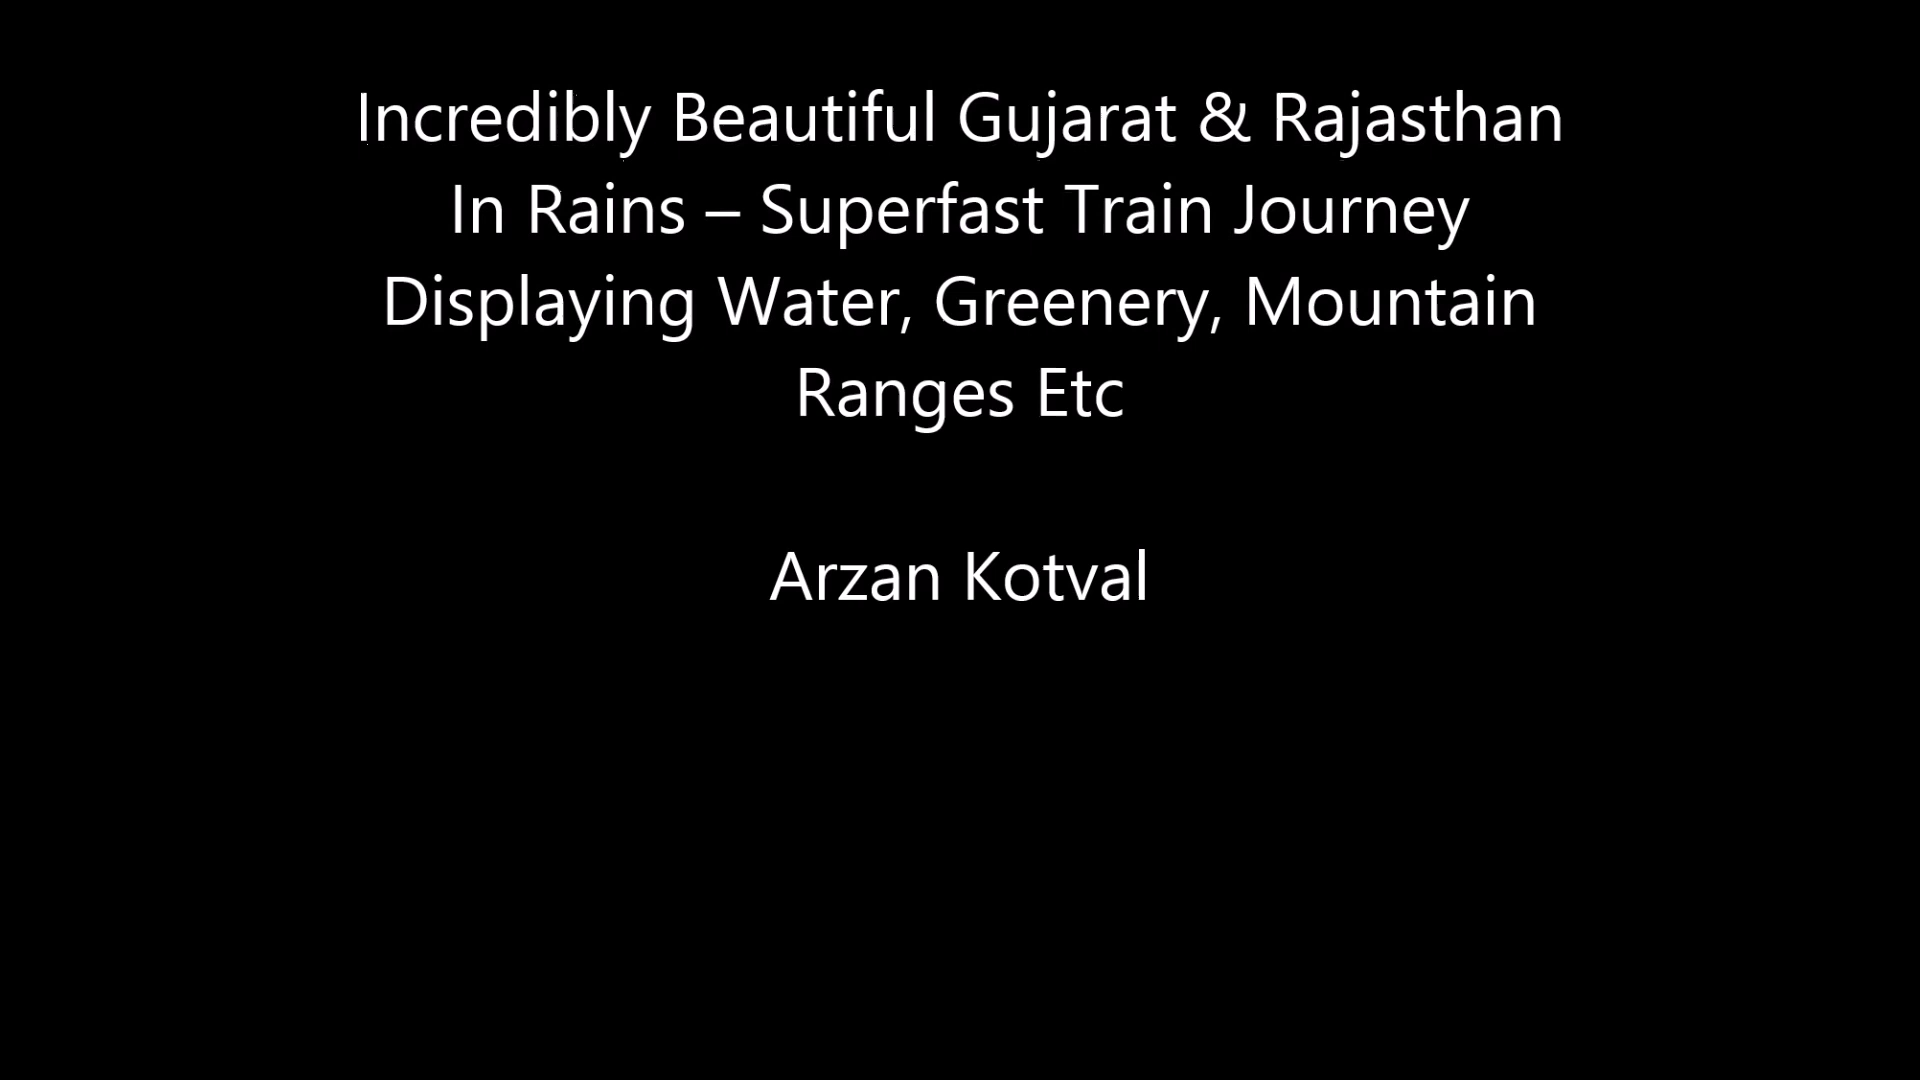 Incredibly Beautiful Gujarat & Rajasthan
In Rains – Superfast Train Journey
Displaying Water, Greenery, Mountain
Ranges Etc
Arzan Kotval